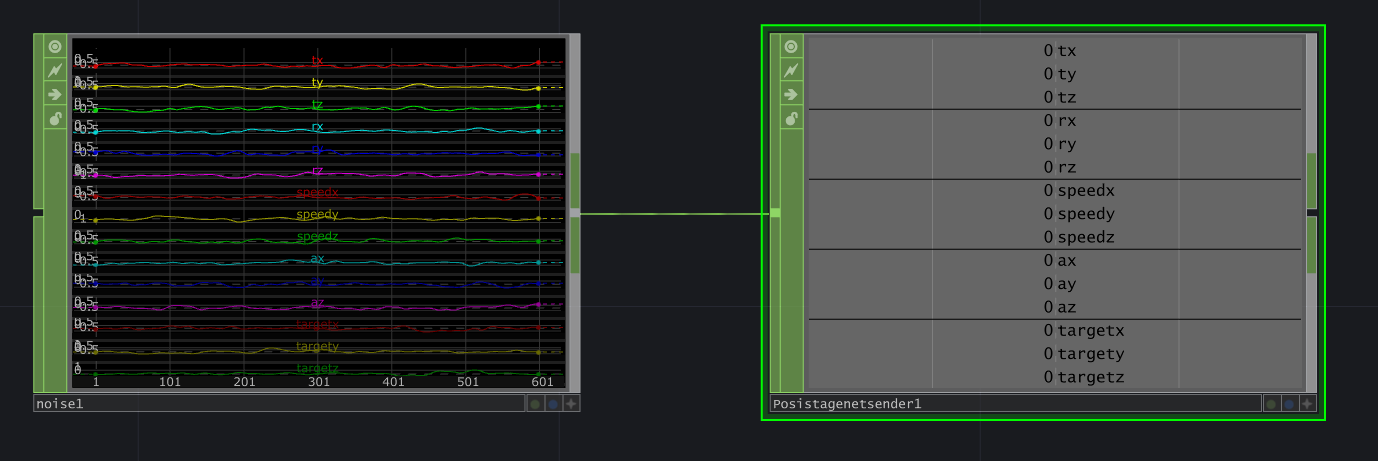 tx
ty
tz
rx
rz
speedx
speedy
speedz
ax
az
targetx
targety
targetz
1 101 201 301 401 501 601
noise1
0 tx
0 ty
0 tz
0 rx
0 ry
0 rz
0 speedx
0 speedy
0 speedz
0 ax
0 ay
0 az
0 targetx
0 targety
0 targetz
Posistagenetsender1